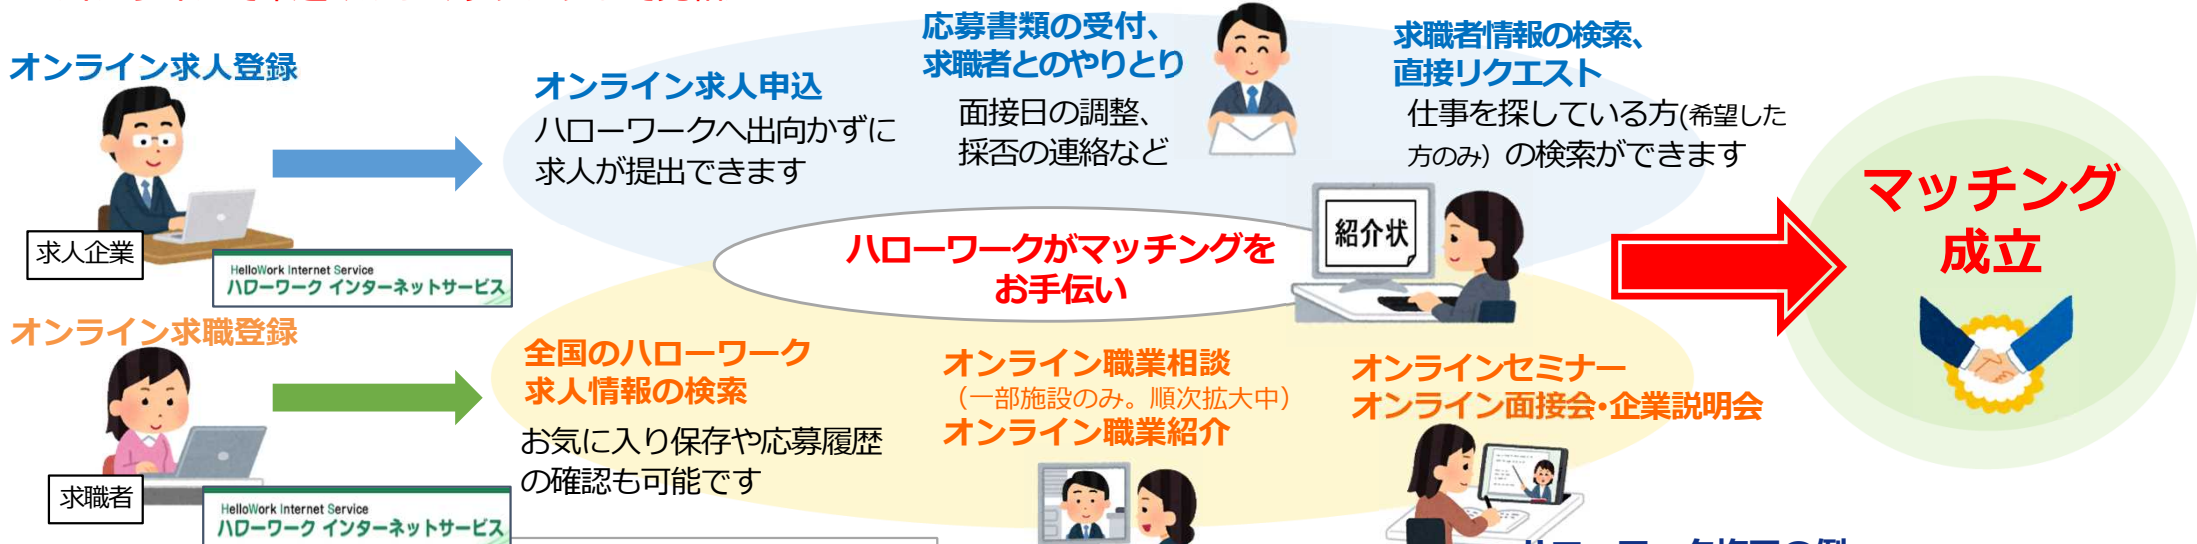 オンライン求人登録
求人企業
HelloWork Internet Service
ハローワーク インターネットサービス
オンライン求人申込
ハローワークへ出向かずに
求人が提出できます
応募書類の受付、
求職者とのやりとり
面接日の調整、
採否の連絡など
求職者情報の検索、
直接リクエスト
仕事を探している方(希望した
方のみ）の検索ができます
ハローワークがマッチングを
お手伝い
紹介状
マッチング
成立
オンライン求職登録
求職者
HelloWork Internet Service
ハローワーク インターネットサービス
全国のハローワーク
求人情報の検索
お気に入り保存や応募履歴
の確認も可能です
オンライン職業相談
（一部施設のみ。順次拡大中）
オンライン職業紹介
オンラインセミナー
オンライン面接会・企業説明会